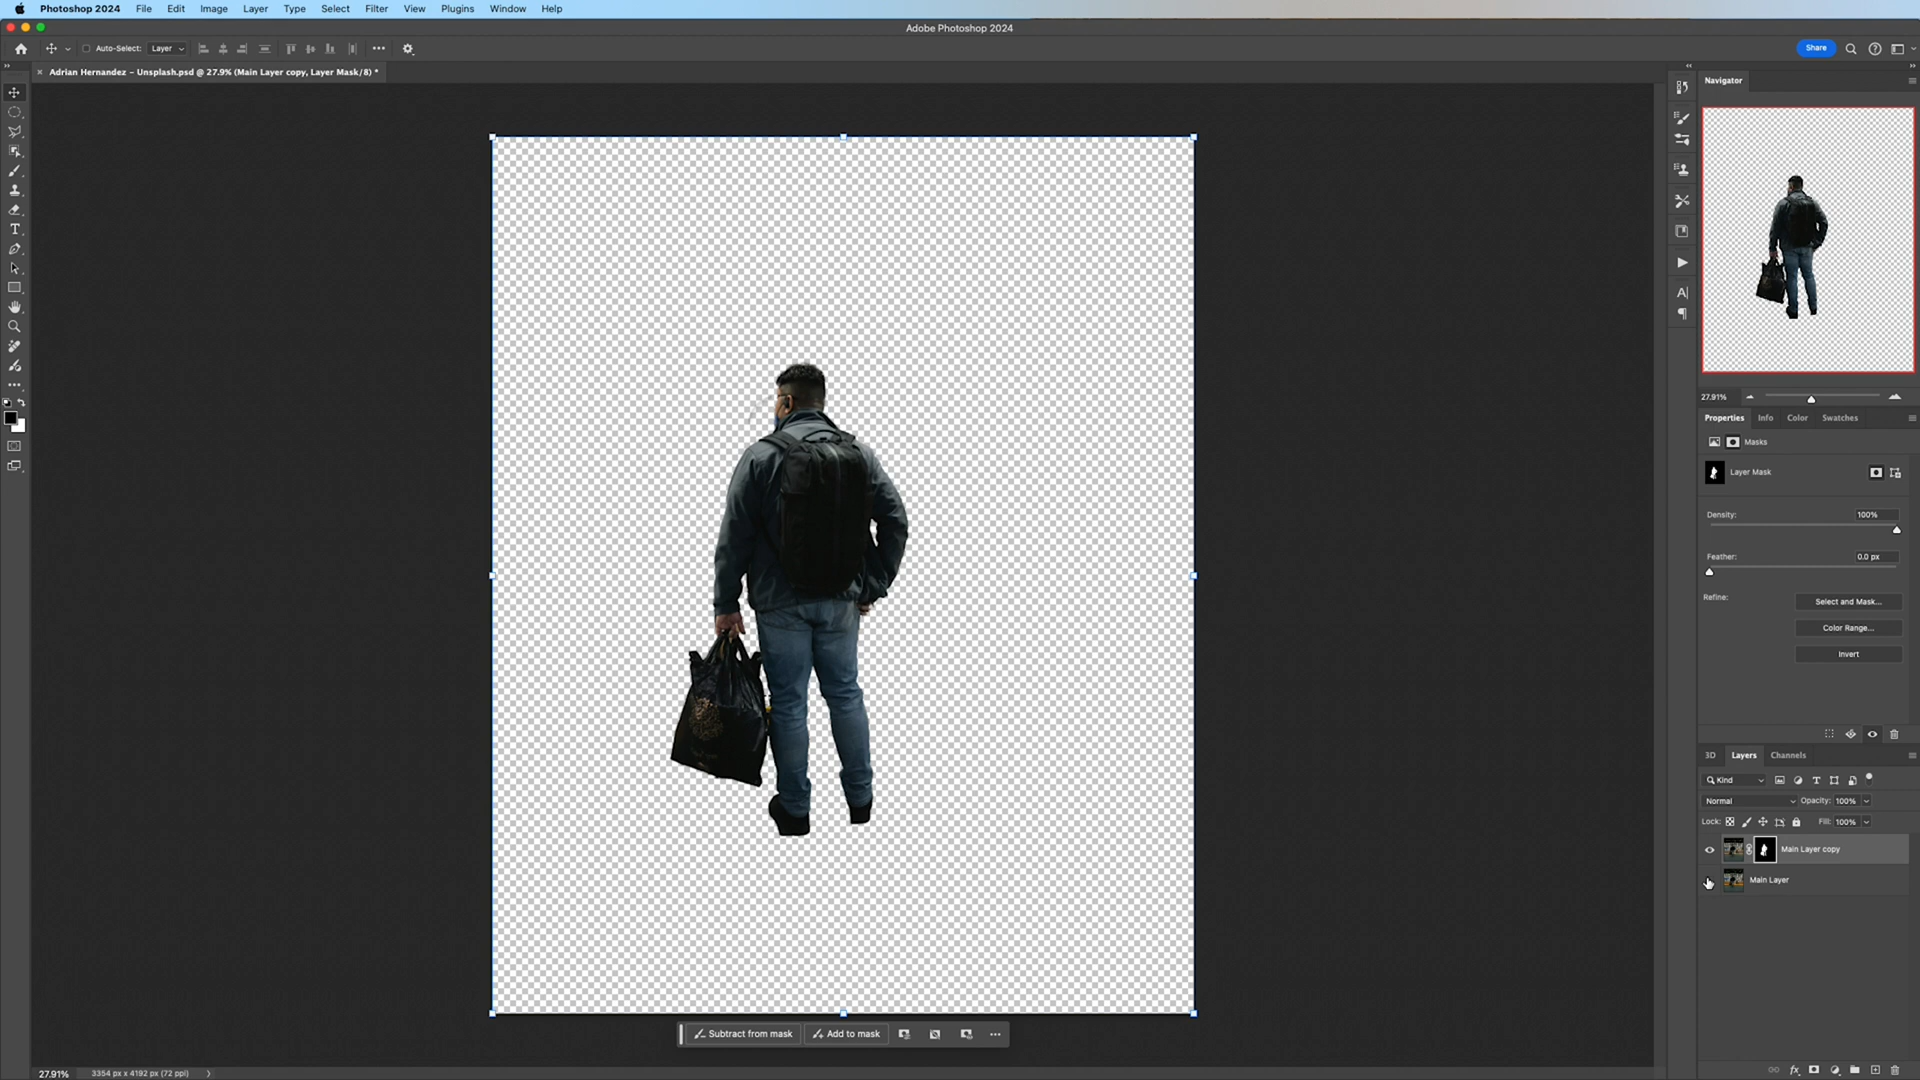 Photoshop 2024 File Edit Image Layer Type Select Filter View Plugins Window Help
Adobe Photoshop 2024
Auto-Select: Layer
Share
Adrian Hernandez – Unsplash.psd @ 27.9% (Main Layer copy, Layer Mask/8) *
Navigator
27.91%
Properties Info Color Swatches
Masks
Layer Mask
Density: 100%
Feather: 0.0 px
Refine: Select and Mask...
Color Range...
Invert
3D Layers Channels
Kind
Normal Opacity: 100%
Lock: Fill: 100%
Main Layer copy
Main Layer
Subtract from mask Add to mask
27.91% 3354 px x 4192 px (72 ppi)